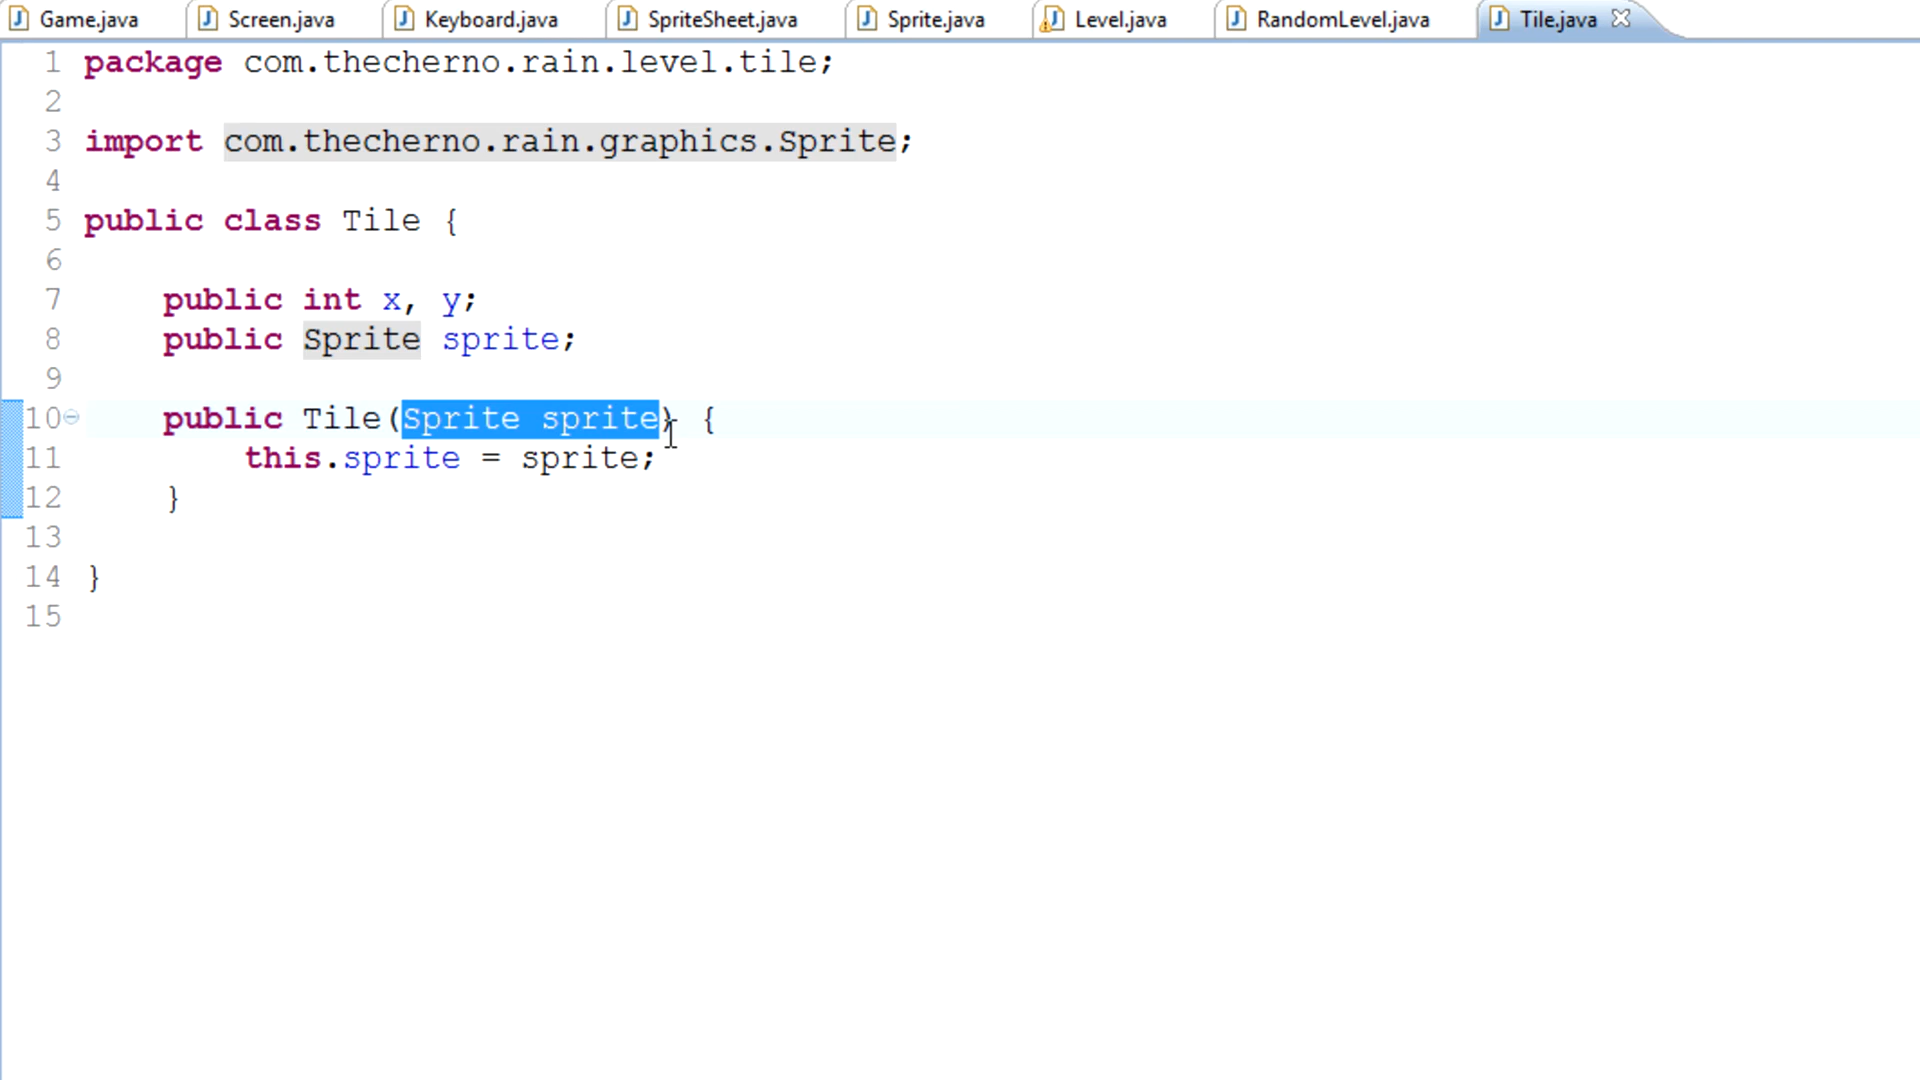 Game.java Screen.java Keyboard.java SpriteSheet.java Sprite.java Level.java RandomLevel.java Tile.java
1 package com.thecherno.rain.level.tile;
2
3 import com.thecherno.rain.graphics.Sprite;
4
5 public class Tile {
6
7 public int x, y;
8 public Sprite sprite;
9
10 public Tile(Sprite sprite) {
11 this.sprite = sprite;
12 }
13
14 }
15